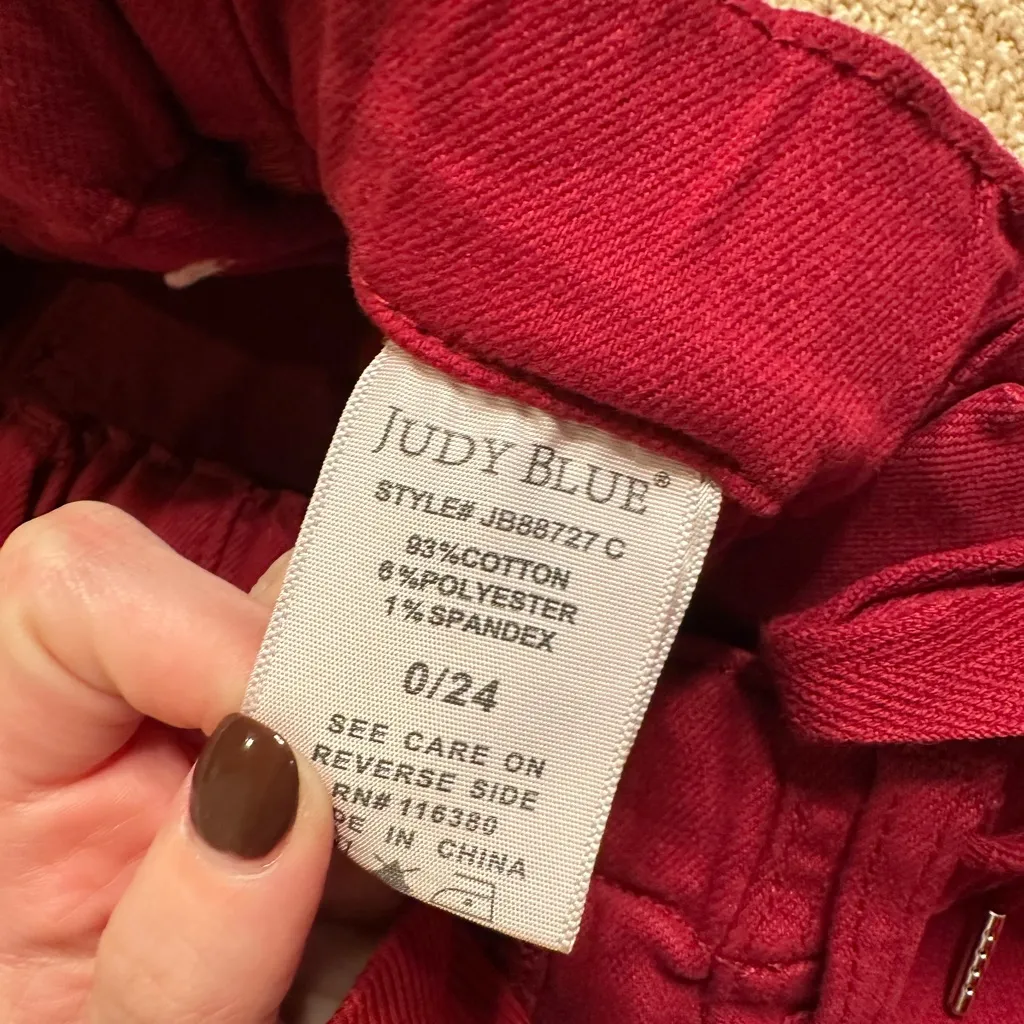 JUDY BLUE®
STYLE# JB88727 C
93%COTTON
6%POLYESTER
1%SPANDEX
0/24
SEE CARE ON
REVERSE SIDE
RN# 116380
IN CHINA